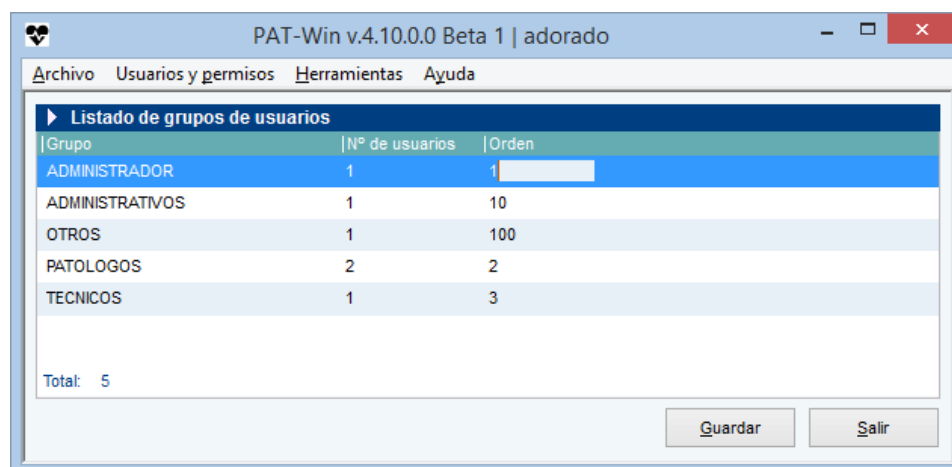 PAT-Win v.4.10.0.0 Beta 1 | adorado
Archivo Usuarios y permisos Herramientas Ayuda
Listado de grupos de usuarios
Grupo Nº de usuarios Orden
ADMINISTRADOR 1 1
ADMINISTRATIVOS 1 10
OTROS 1 100
PATOLOGOS 2 2
TECNICOS 1 3
Total: 5
Guardar Salir